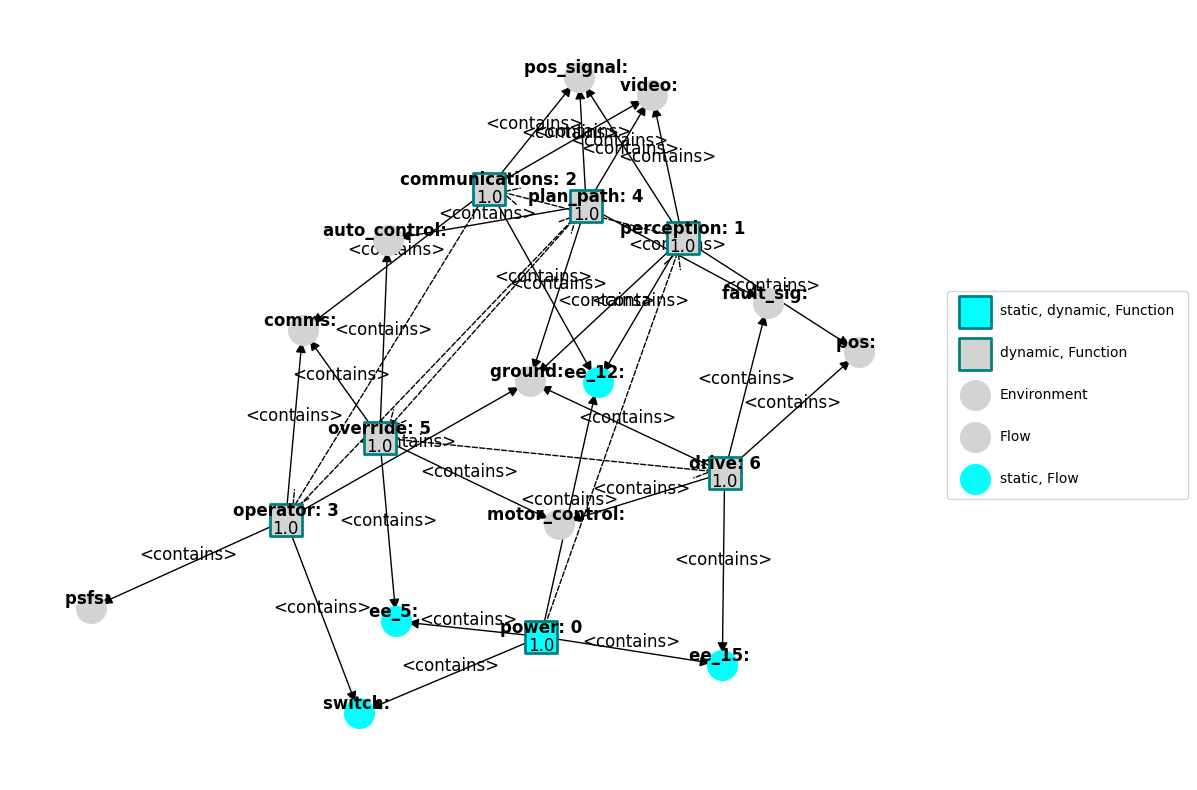 pos_signal:
video:
<contains>
<contains>
<contains>
<contains>
<contains>
<contains>
communications: 2
1.0
plan_path: 4
1.0
<contains>
perception: 1
1.0
auto_control:
<contains>
<contains>
<contains>
<contains>
<contains>
fault_sig:
<contains>
<contains>
comms:
<contains>
pos:
ground:
ee_12:
<contains>
<contains>
<contains>
<contains>
<contains>
override: 5
1.0
<contains>
<contains>
drive: 6
1.0
<contains>
<contains>
operator: 3
1.0
motor_control:
<contains>
<contains>
<contains>
psfs:
<contains>
ee_5:
<contains>
power: 0
1.0
<contains>
ee_15:
<contains>
switch:
static, dynamic, Function
dynamic, Function
Environment
Flow
static, Flow